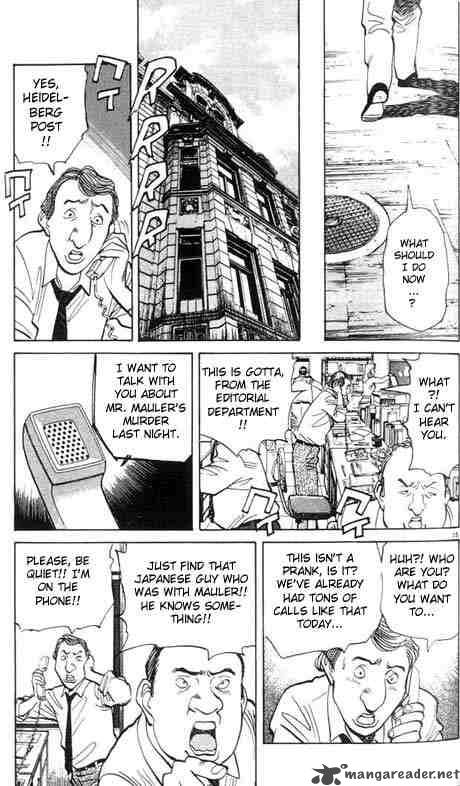 WHAT
SHOULD
I DO
NOW
...
?
RRRR
YES,
HEIDEL-
BERG
POST
!!
WHAT
?!
I CAN'T
HEAR
YOU.
THIS IS GOTTA,
FROM THE
EDITORIAL
DEPARTMENT
!!
I WANT TO
TALK WITH
YOU ABOUT
MR. MAULER'S
MURDER
LAST NIGHT.
HUH?! WHO
ARE YOU?
WHAT DO
YOU WANT
TO...
THIS ISN'T A
PRANK, IS IT?
WE'VE ALREADY
HAD TONS OF
CALLS LIKE THAT
TODAY...
JUST FIND THAT
JAPANESE GUY WHO
WAS WITH MAULER!!
HE KNOWS SOME-
THING!!
PLEASE, BE
QUIET!! I'M
ON THE
PHONE!!
mangareader.net